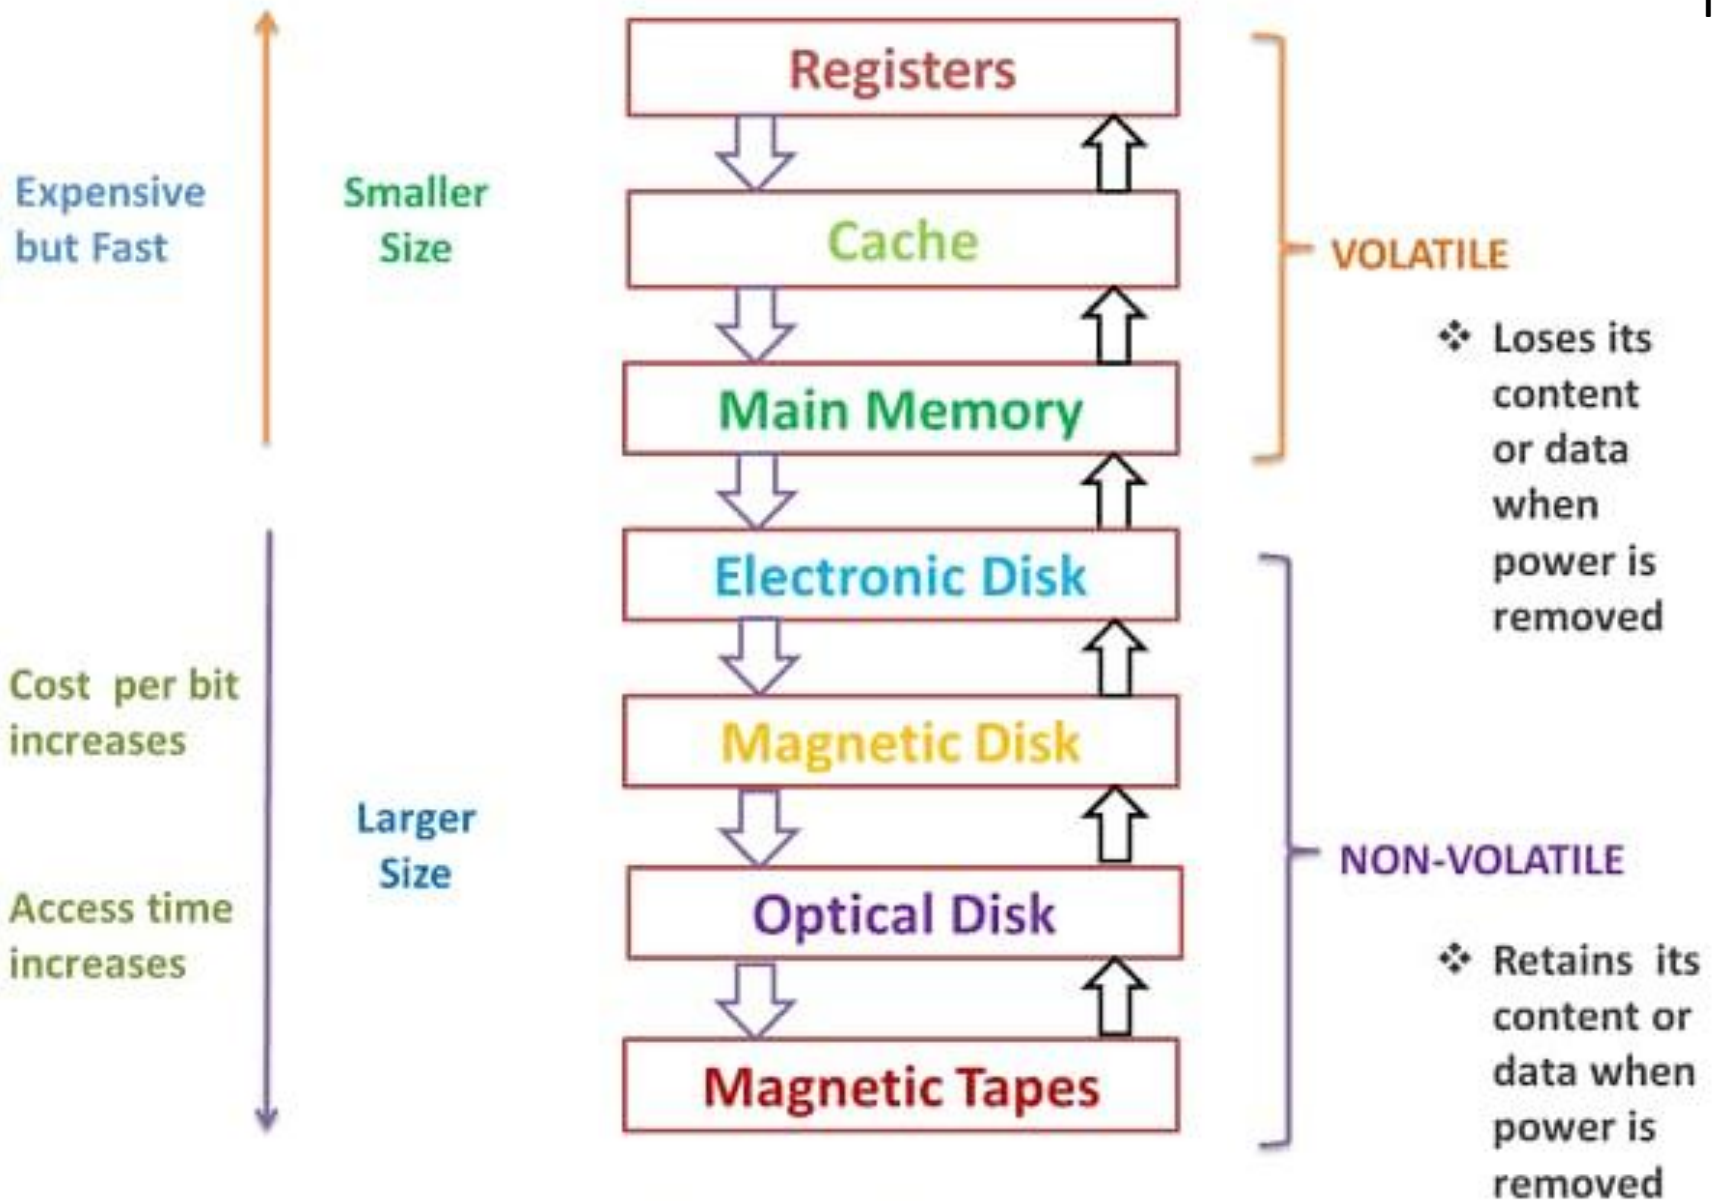 Registers
Expensive
but Fast
Smaller
Size
Cache
VOLATILE
❖ Loses its
content
or data
when
power is
removed
Main Memory
Electronic Disk
Cost per bit
increases
Magnetic Disk
Larger
Size
Access time
increases
Optical Disk
NON-VOLATILE
❖ Retains its
content or
data when
power is
removed
Magnetic Tapes